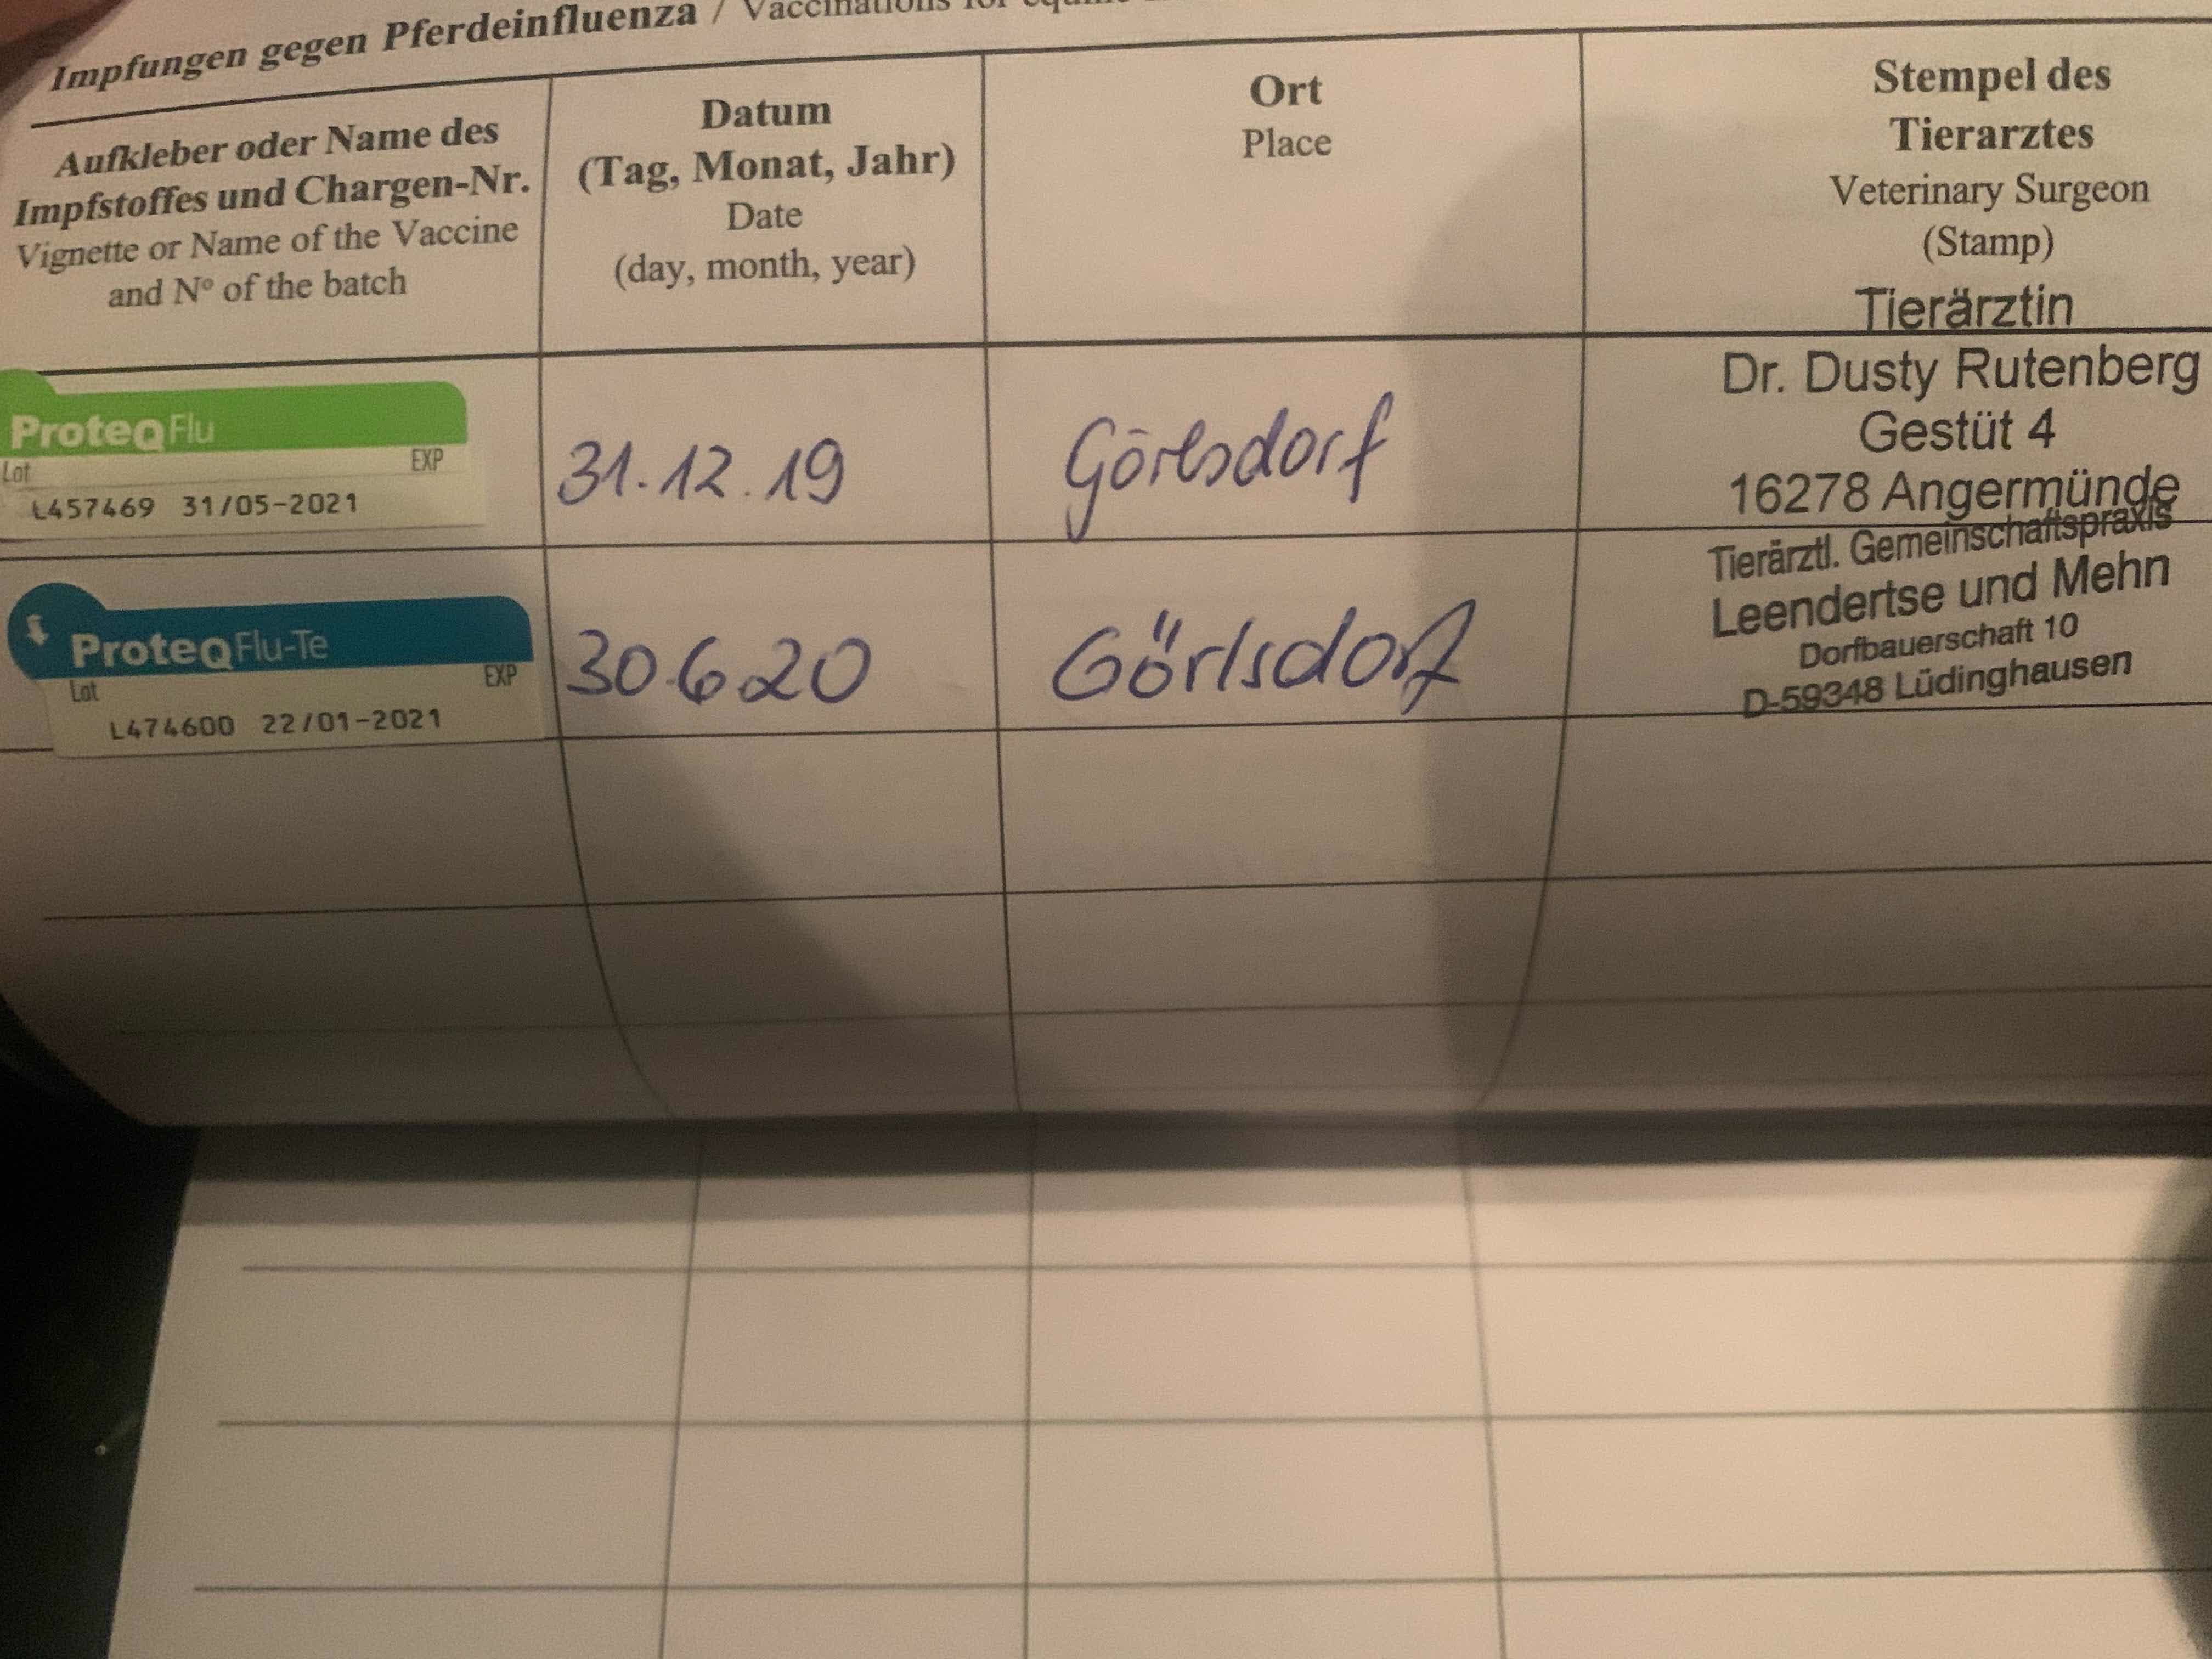 Impfungen gegen Pferdeinfluenza / Vaccinations for
Aufkleber oder Name des
Impfstoffes und Chargen-Nr.
Vignette or Name of the Vaccine
and N° of the batch
Datum
(Tag, Monat, Jahr)
Date
(day, month, year)
Ort
Place
Stempel des
Tierarztes
Veterinary Surgeon
(Stamp)
ProteqFlu
Lot EXP
L457469 31/05-2021
31.12.19
Görlsdorf
Tierärztin
Dr. Dusty Rutenberg
Gestüt 4
16278 Angermünde
ProteqFlu-Te
Lot EXP
L474600 22/01-2021
30.6.20
Görlsdorf
Tierärztl. Gemeinschaftspraxis
Leendertse und Mehn
Dorfbauerschaft 10
D-59348 Lüdinghausen